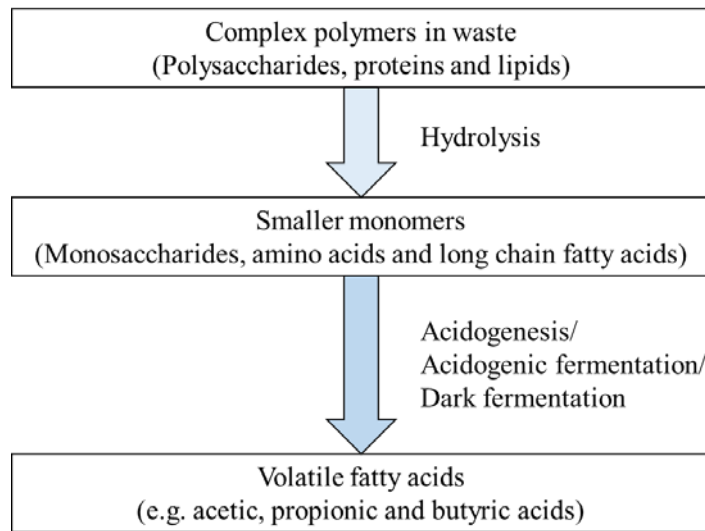 Complex polymers in waste
(Polysaccharides, proteins and lipids)
Hydrolysis
Smaller monomers
(Monosaccharides, amino acids and long chain fatty acids)
Acidogenesis/
Acidogenic fermentation/
Dark fermentation
Volatile fatty acids
(e.g. acetic, propionic and butyric acids)